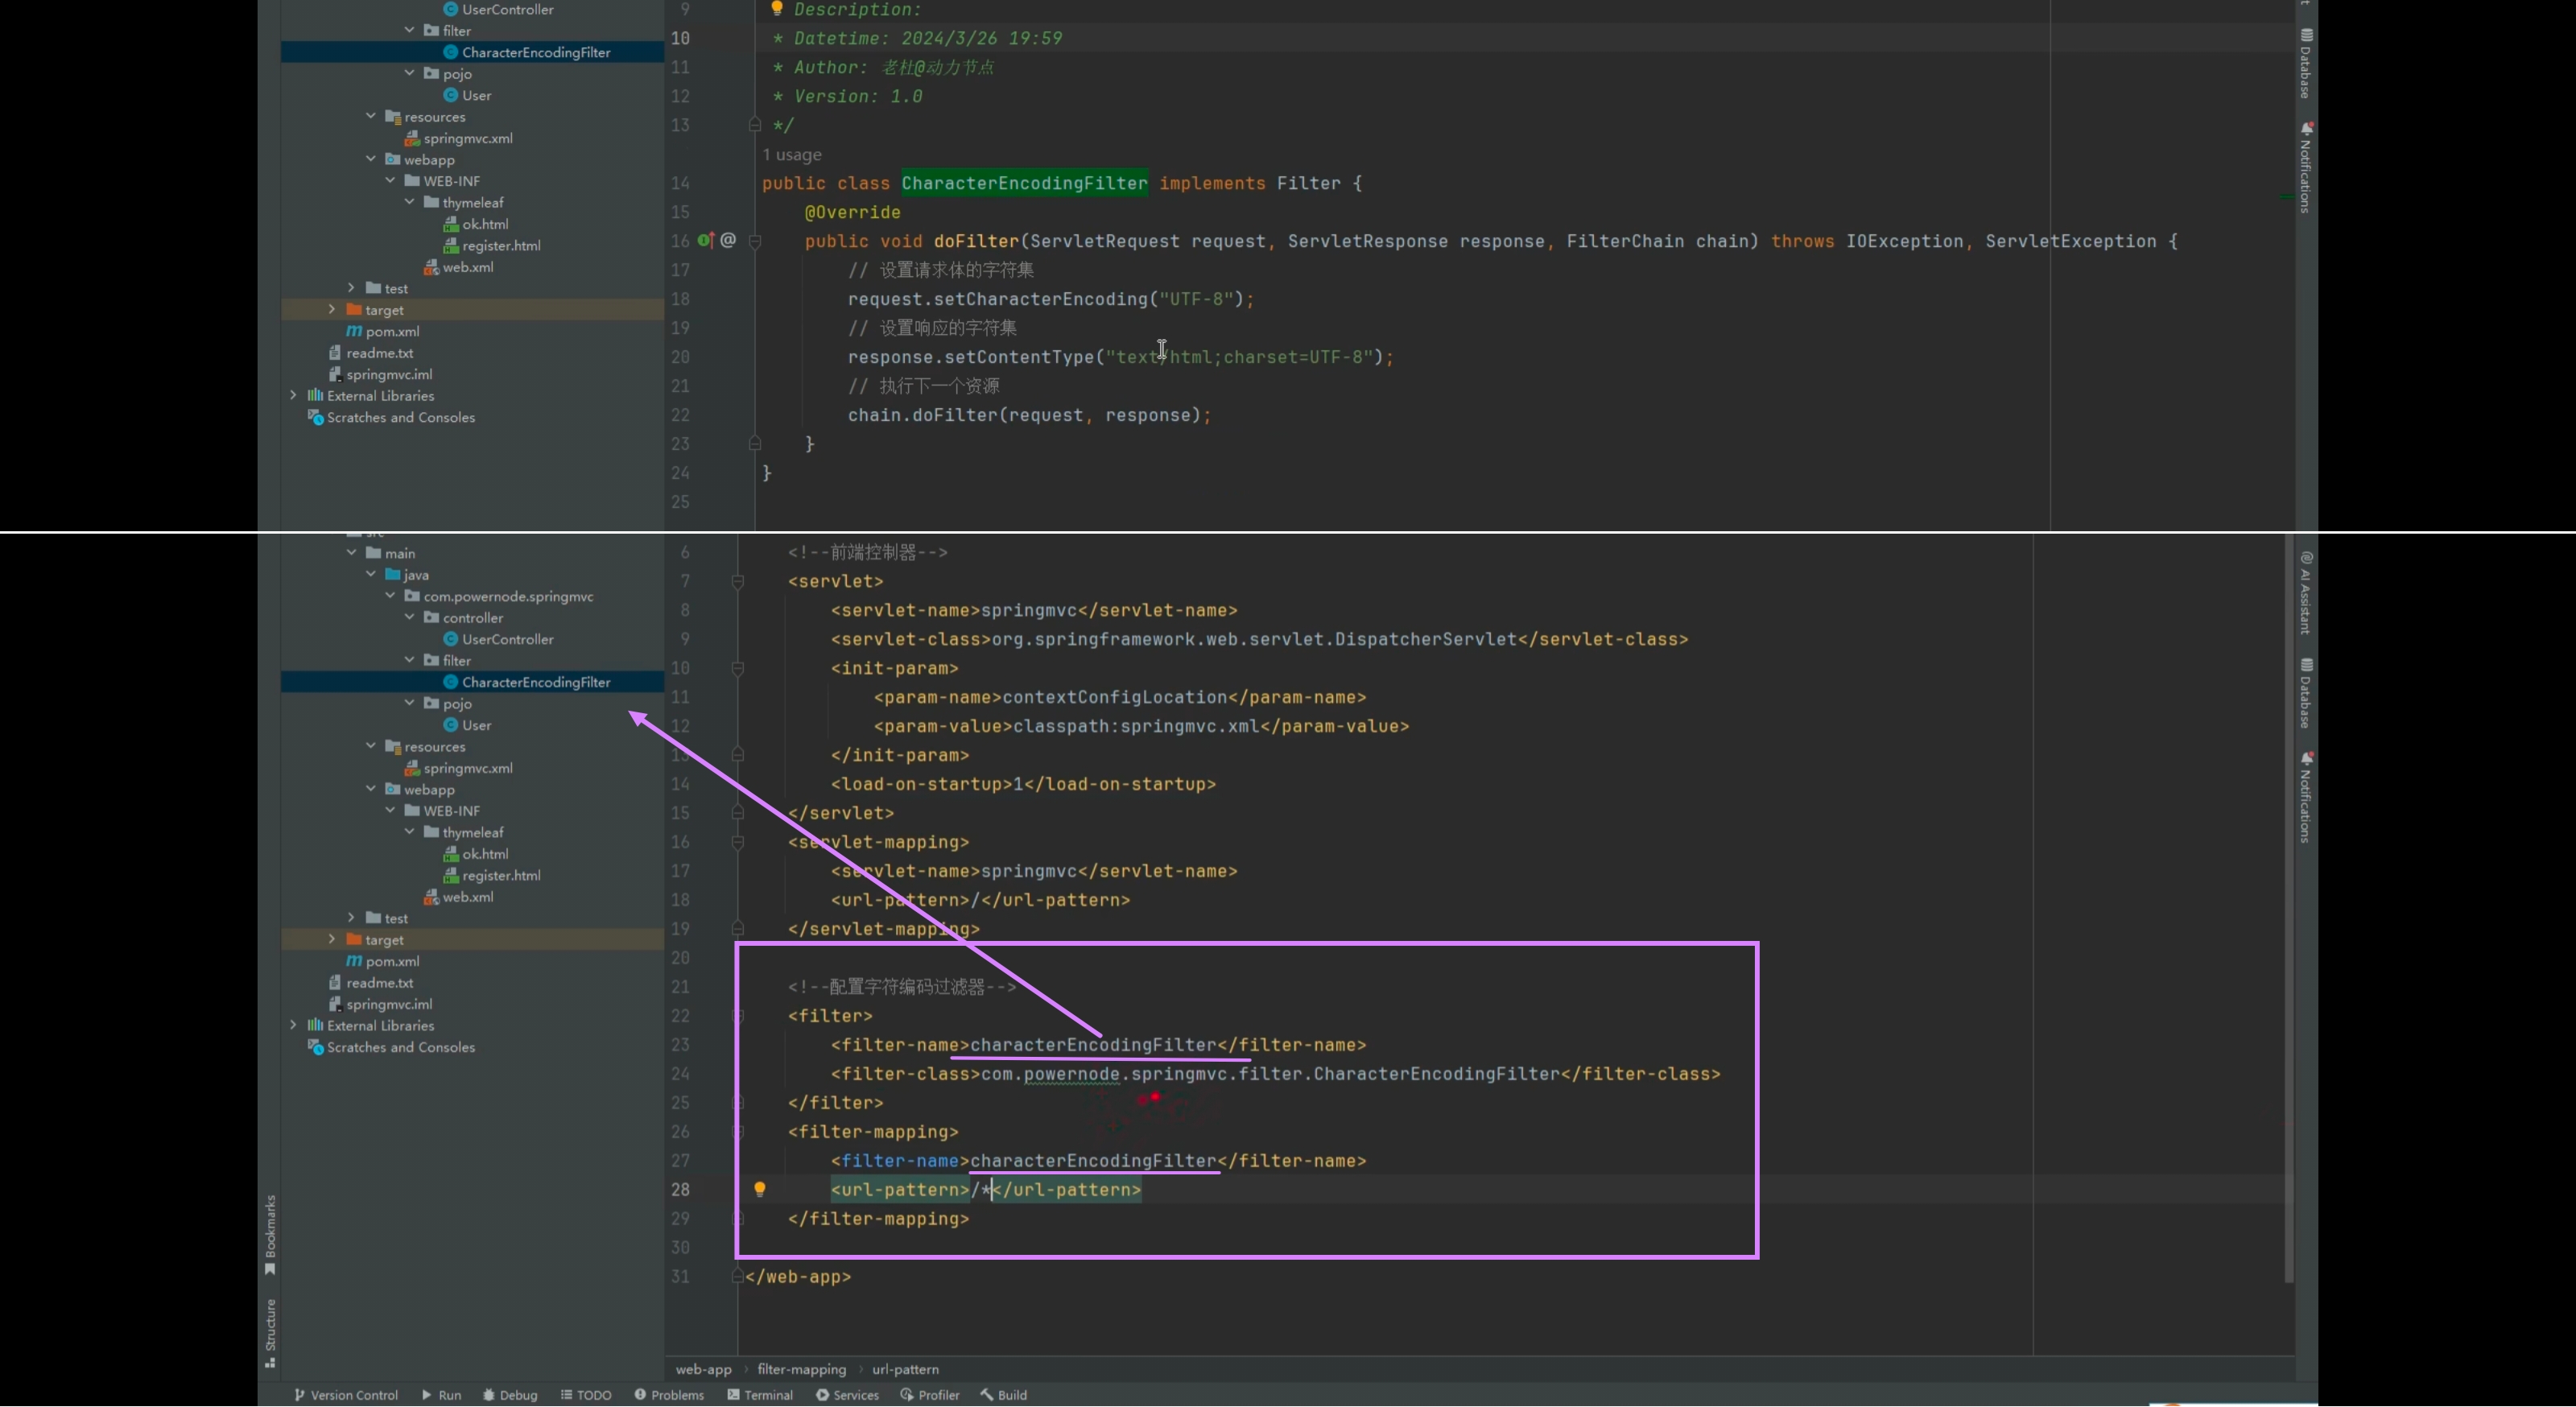 UserController
filter
CharacterEncodingFilter
pojo
User
resources
springmvc.xml
webapp
WEB-INF
thymeleaf
ok.html
register.html
web.xml
test
target
pom.xml
readme.txt
springmvc.iml
External Libraries
Scratches and Consoles
9 Description:
10 * Datetime: 2024/3/26 19:59
11 * Author: 老杜@动力节点
12 * Version: 1.0
13 */
1 usage
14 public class CharacterEncodingFilter implements Filter {
15 @Override
16 public void doFilter(ServletRequest request, ServletResponse response, FilterChain chain) throws IOException, ServletException {
17 // 设置请求体的字符集
18 request.setCharacterEncoding("UTF-8");
19 // 设置响应的字符集
20 response.setContentType("text/html;charset=UTF-8");
21 // 执行下一个资源
22 chain.doFilter(request, response);
23 }
24 }
25
Database
Notifications
main
java
com.powernode.springmvc
controller
UserController
filter
CharacterEncodingFilter
pojo
User
resources
springmvc.xml
webapp
WEB-INF
thymeleaf
ok.html
register.html
web.xml
test
target
pom.xml
readme.txt
springmvc.iml
External Libraries
Scratches and Consoles
6 <!--前端控制器-->
7 <servlet>
8 <servlet-name>springmvc</servlet-name>
9 <servlet-class>org.springframework.web.servlet.DispatcherServlet</servlet-class>
10 <init-param>
11 <param-name>contextConfigLocation</param-name>
12 <param-value>classpath:springmvc.xml</param-value>
13 </init-param>
14 <load-on-startup>1</load-on-startup>
15 </servlet>
16 <servlet-mapping>
17 <servlet-name>springmvc</servlet-name>
18 <url-pattern>/</url-pattern>
19 </servlet-mapping>
20
21 <!--配置字符编码过滤器-->
22 <filter>
23 <filter-name>characterEncodingFilter</filter-name>
24 <filter-class>com.powernode.springmvc.filter.CharacterEncodingFilter</filter-class>
25 </filter>
26 <filter-mapping>
27 <filter-name>characterEncodingFilter</filter-name>
28 <url-pattern>/*</url-pattern>
29 </filter-mapping>
30
31 </web-app>
AI Assistant
Database
Notifications
Bookmarks
Structure
web-app > filter-mapping > url-pattern
Version Control Run Debug TODO Problems Terminal Services Profiler Build